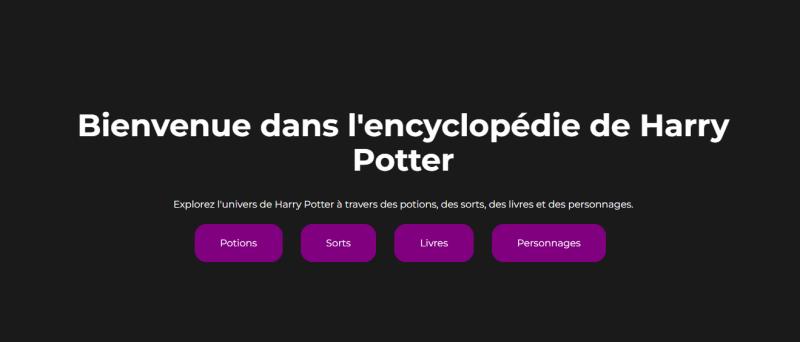 Bienvenue dans l'encyclopédie de Harry
Potter
Explorez l'univers de Harry Potter à travers des potions, des sorts, des livres et des personnages.
Potions
Sorts
Livres
Personnages